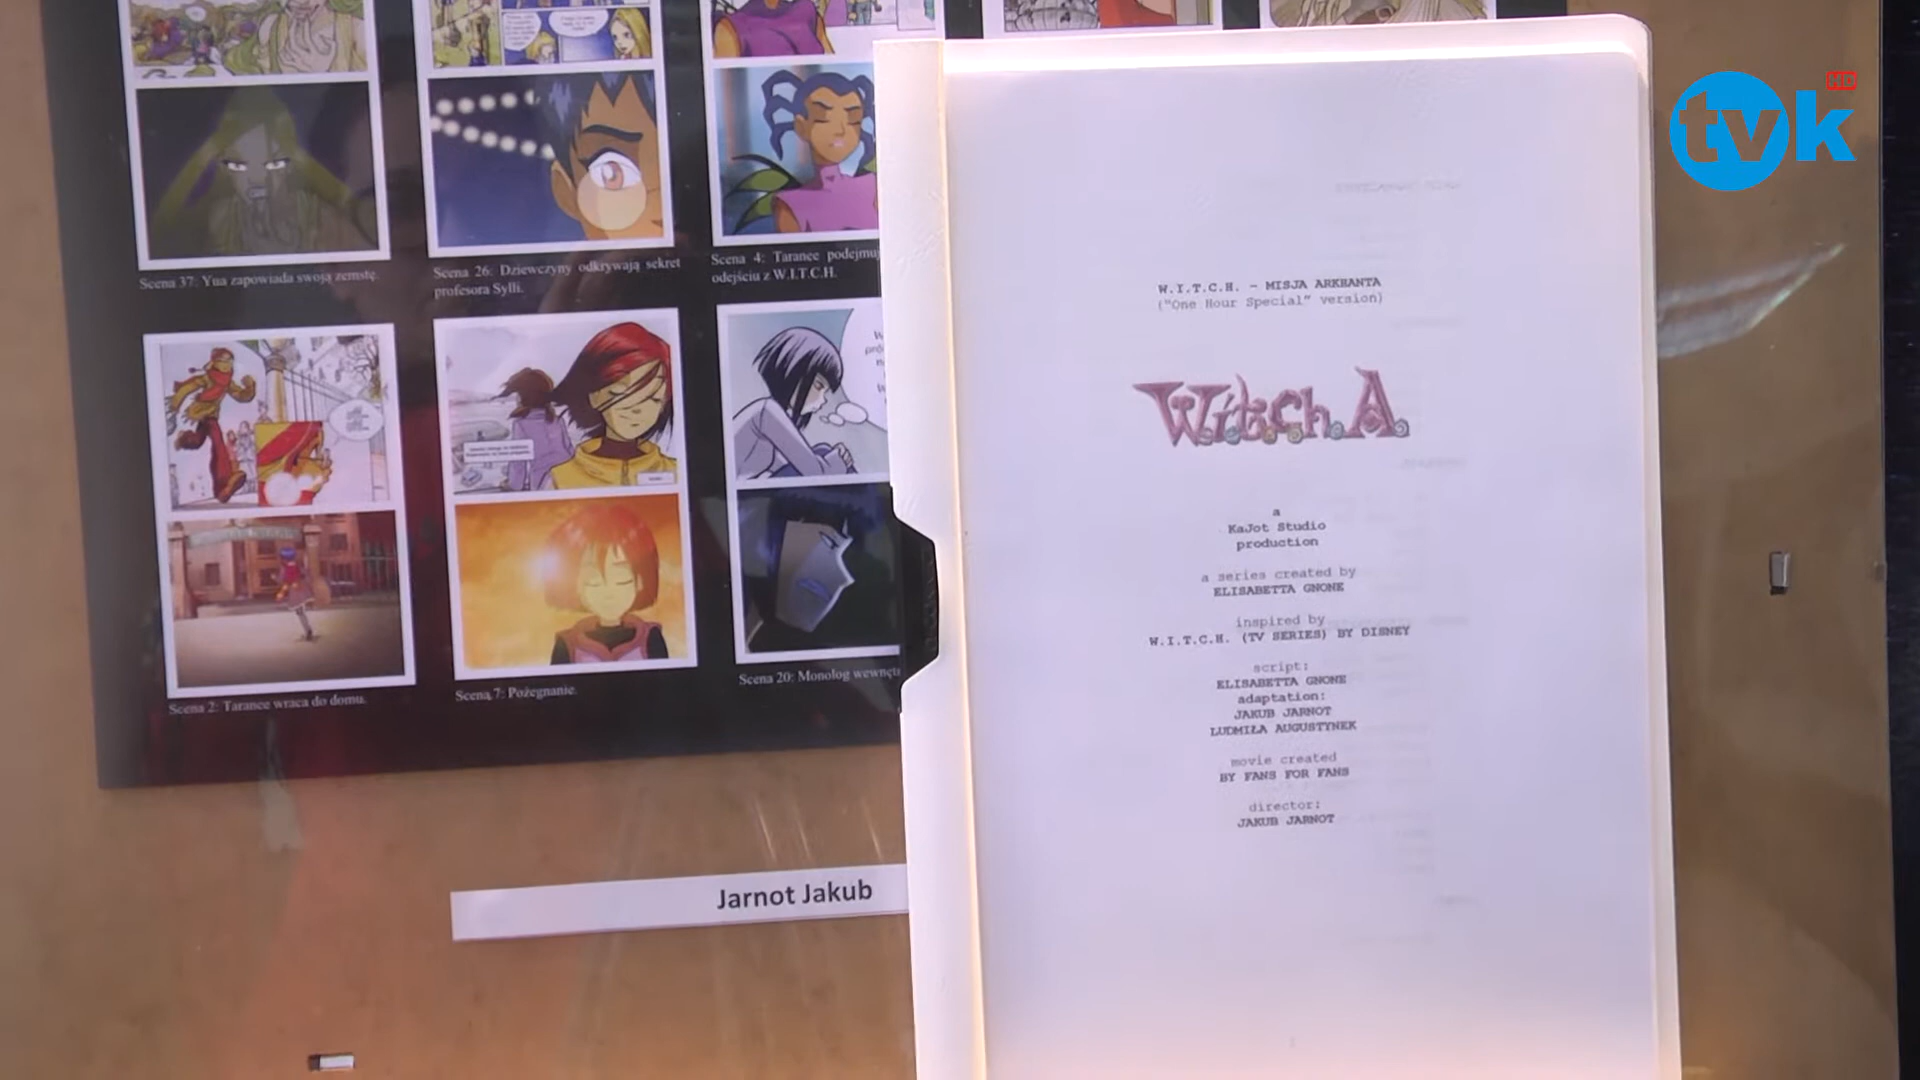 tvk HD
Scena 37: Yua zapowiada swoją zemstę.
Scena 26: Dziewczyny odkrywają sekret
profesora Sylli.
Scena 4: Taranee podejmuj
odejściu z W.I.T.C.H.
Scena 2: Taranee wraca do domu.
Scena 7: Pożegnanie.
Scena 20: Monolog wewnęt
Jarnot Jakub
W.I.T.C.H. - MISJA ARKHANTA
("One Hour Special" version)
W.i.t.c.h. A.
a
KaJot Studio
production
a series created by
ELISABETTA GNONE
inspired by
W.I.T.C.H. (TV SERIES) BY DISNEY
script:
ELISABETTA GNONE
adaptation:
JAKUB JARNOT
LUDMIŁA AUGUSTYNEK
movie created
BY FANS FOR FANS
director:
JAKUB JARNOT